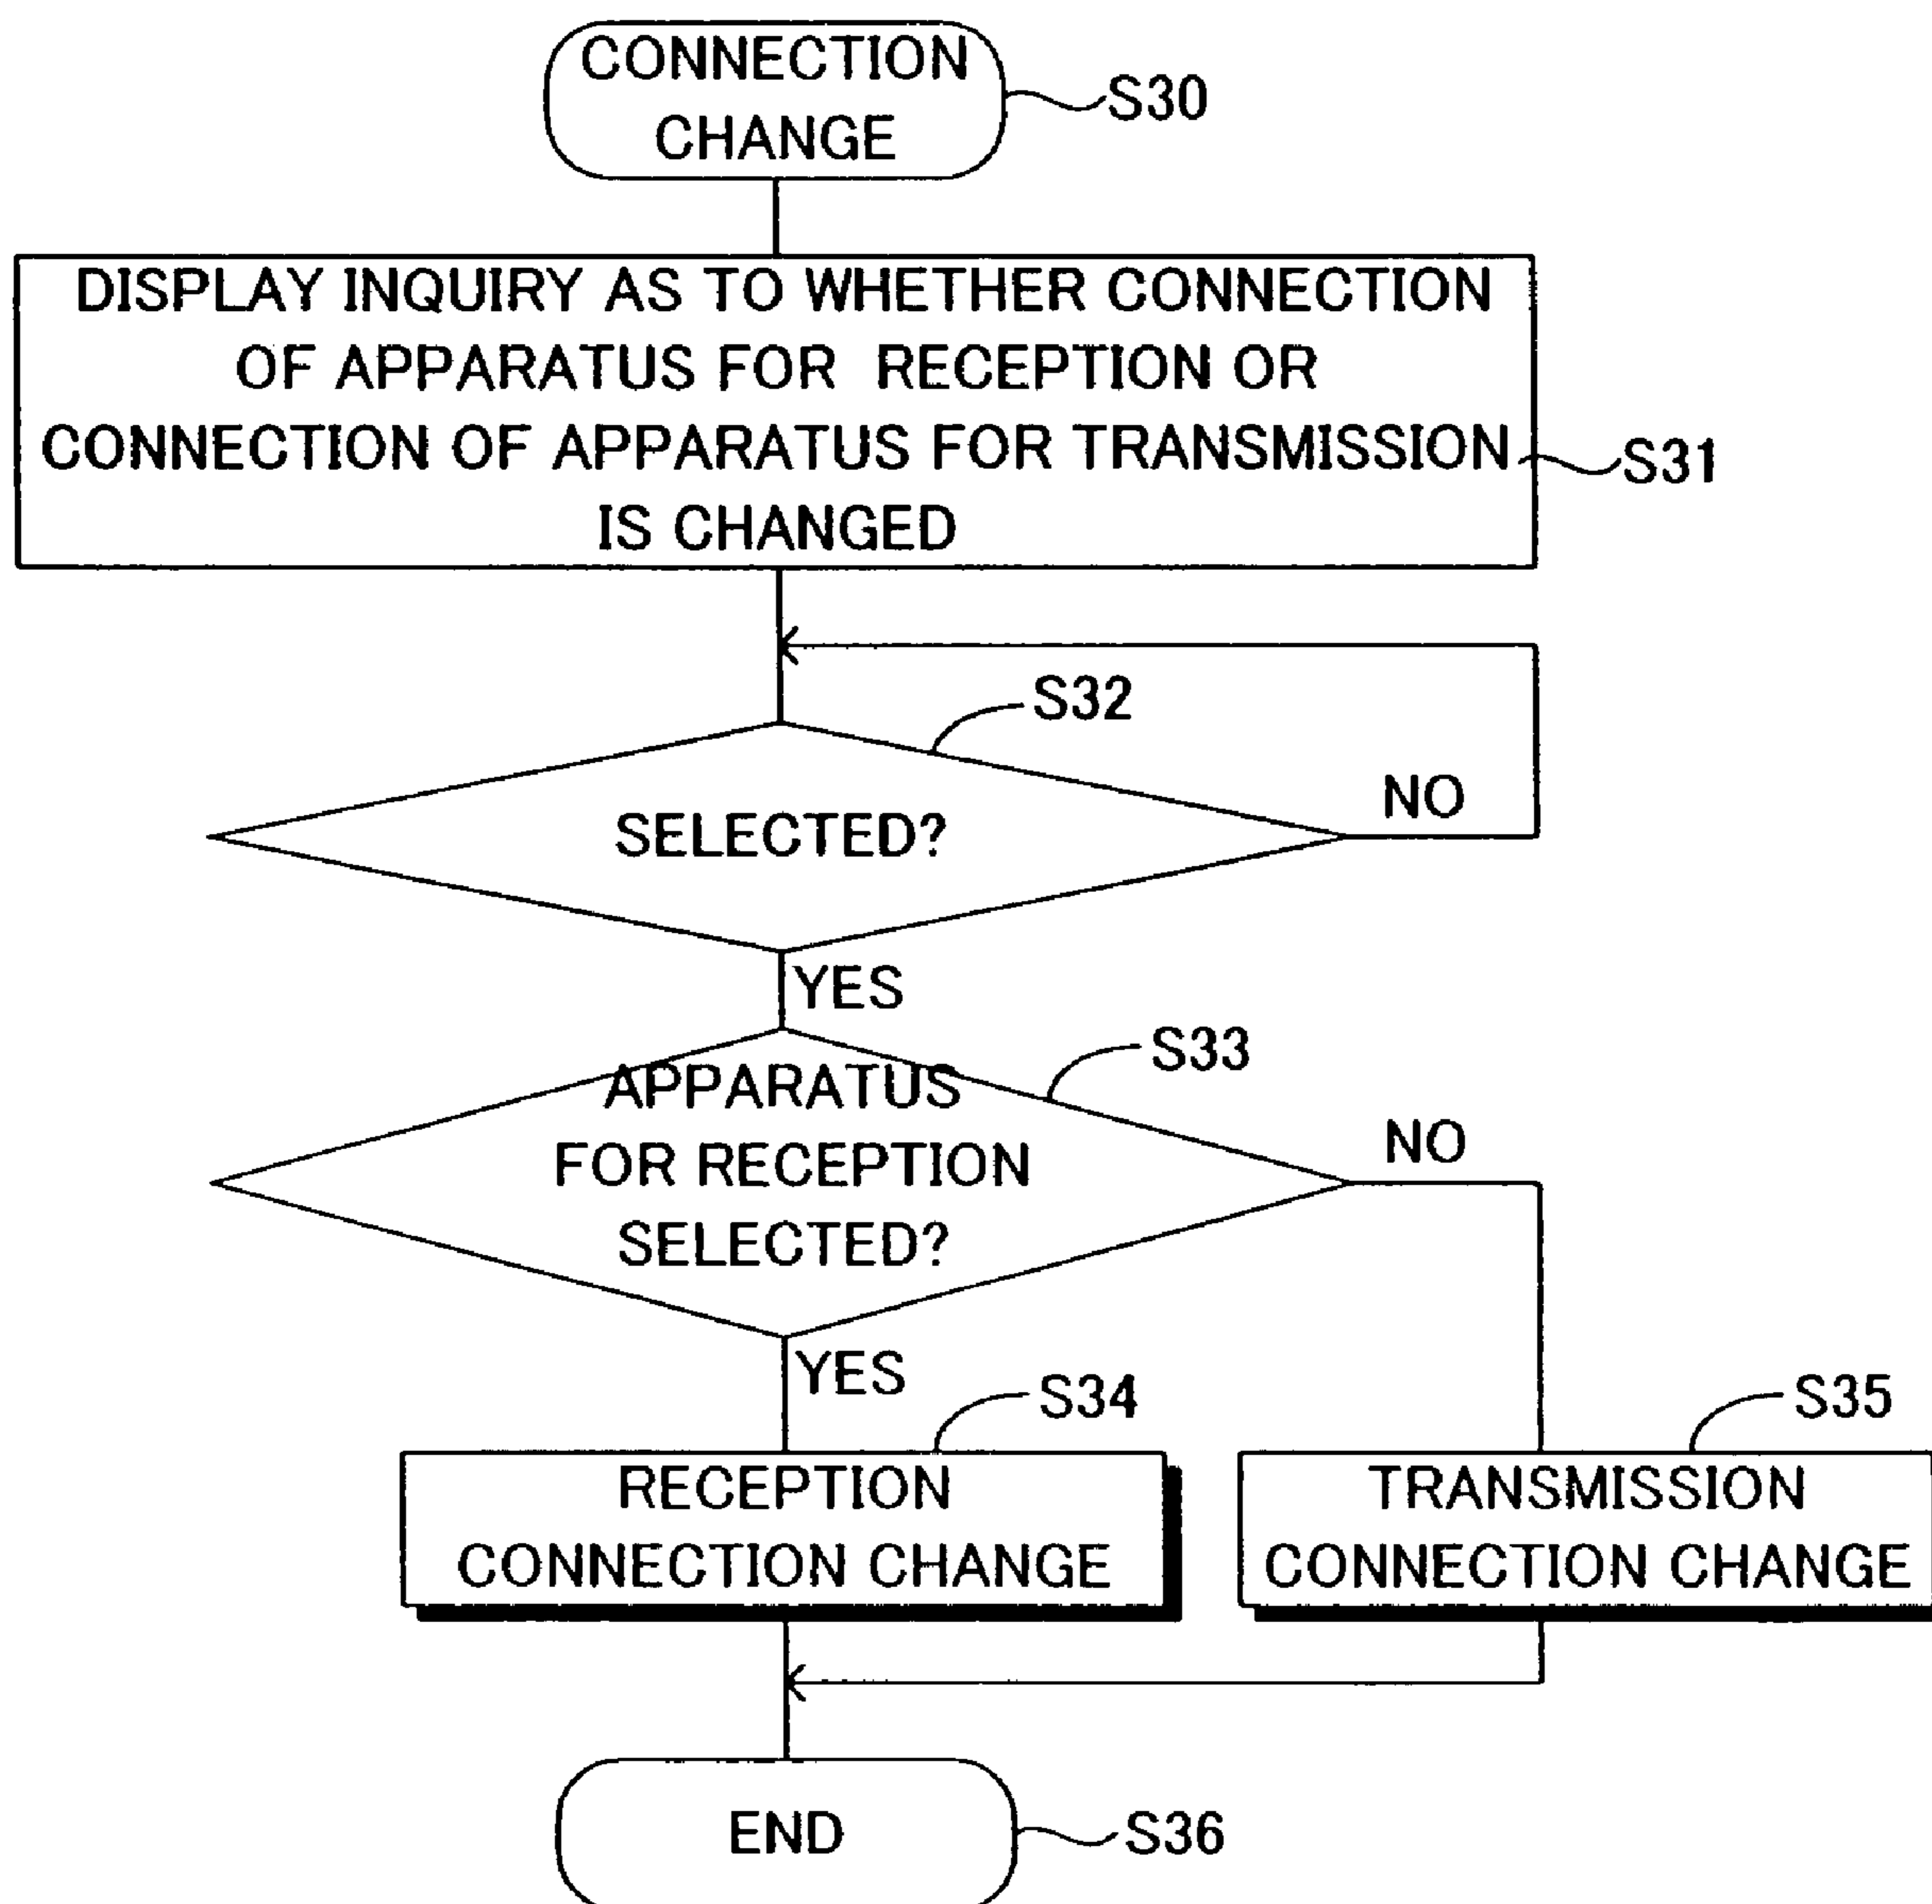 CONNECTION
CHANGE
S30
DISPLAY INQUIRY AS TO WHETHER CONNECTION
OF APPARATUS FOR RECEPTION OR
CONNECTION OF APPARATUS FOR TRANSMISSION
IS CHANGED
S31
S32
NO
SELECTED?
YES
S33
APPARATUS
FOR RECEPTION
SELECTED?
NO
YES
S34
S35
RECEPTION
CONNECTION CHANGE
TRANSMISSION
CONNECTION CHANGE
END
S36